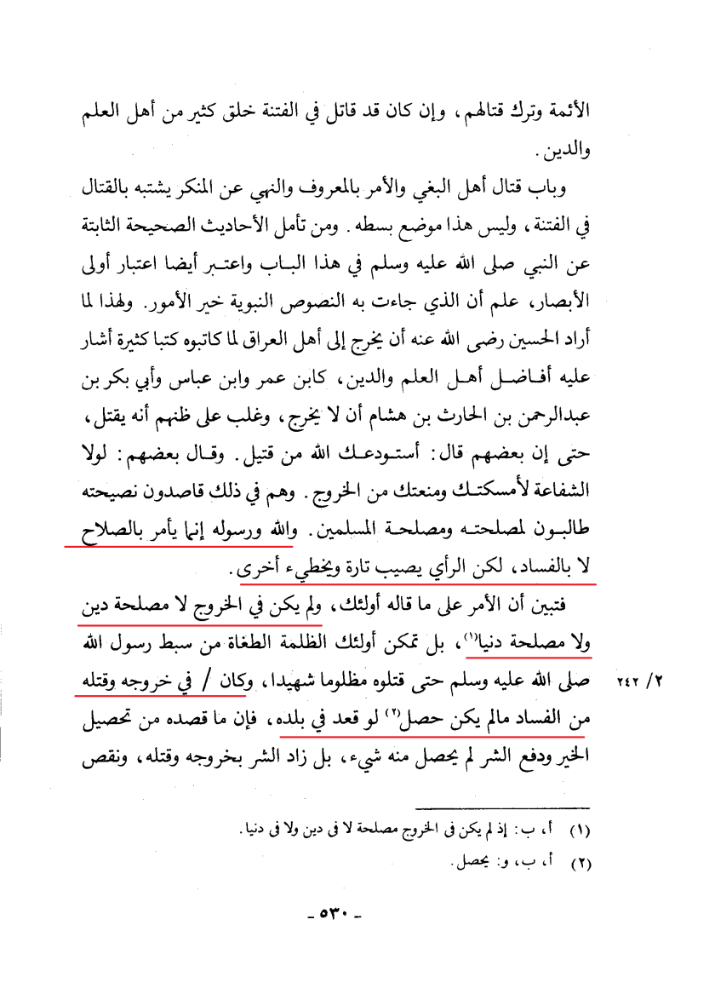 الأئمة وترك قتالهم، وإن كان قد قاتل في الفتنة خلق كثير من أهل العلم
والدين.
وباب قتال أهل البغي والأمر بالمعروف والنهي عن المنكر يشتبه بالقتال
في الفتنة، وليس هذا موضع بسطه. ومن تأمل الأحاديث الصحيحة الثابتة
عن النبي صلى الله عليه وسلم في هذا الباب واعتبر أيضا اعتبار أولى
الأبصار، علم أن الذي جاءت به النصوص النبوية خير الأمور. ولهذا لما
أراد الحسين رضى الله عنه أن يخرج إلى أهل العراق لما كاتبوه كتبا كثيرة أشار
عليه أفاضل أهل العلم والدين، كابن عمر وابن عباس وأبي بكر بن
عبدالرحمن بن الحارث بن هشام أن لا يخرج، وغلب على ظنهم أنه يقتل،
حتى إن بعضهم قال: أستودعك الله من قتيل. وقال بعضهم: لولا
الشفاعة لأمسكتك ومنعتك من الخروج. وهم في ذلك قاصدون نصيحته
طالبون لمصلحته ومصلحة المسلمين. والله ورسوله إنما يأمر بالصلاح
لا بالفساد، لكن الرأي يصيب تارة ويخطيء أخرى.
فتبين أن الأمر على ما قاله أولئك، ولم يكن في الخروج لا مصلحة دين
ولا مصلحة دنيا(١)، بل تمكن أولئك الظلمة الطغاة من سبط رسول الله
صلى الله عليه وسلم حتى قتلوه مظلوما شهيدا، وكان / في خروجه وقتله ٢/ ٢٤٢
من الفساد مالم يكن حصل(٢) لو قعد في بلده، فإن ما قصده من تحصيل
الخير ودفع الشر لم يحصل منه شيء، بل زاد الشر بخروجه وقتله، ونقص
(١) أ، ب: إذ لم يكن فى الخروج مصلحة لا فى دين ولا فى دنيا.
(٢) أ، ب، و: يحصل.
- ٥٣٠ -